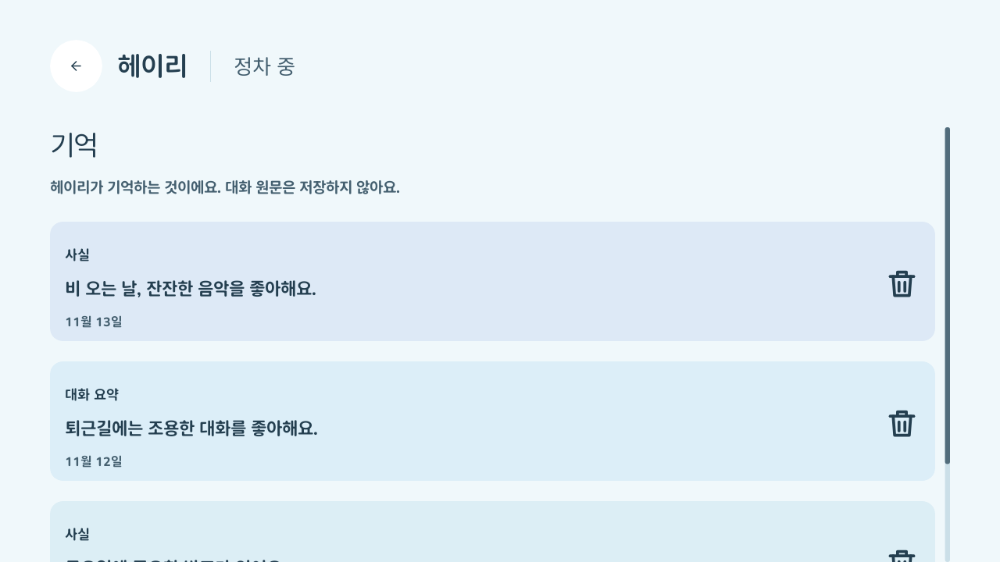 헤이리
정차 중
기억
헤이리가 기억하는 것이에요. 대화 원문은 저장하지 않아요.
사실
비 오는 날, 잔잔한 음악을 좋아해요.
11월 13일
대화 요약
퇴근길에는 조용한 대화를 좋아해요.
11월 12일
사실